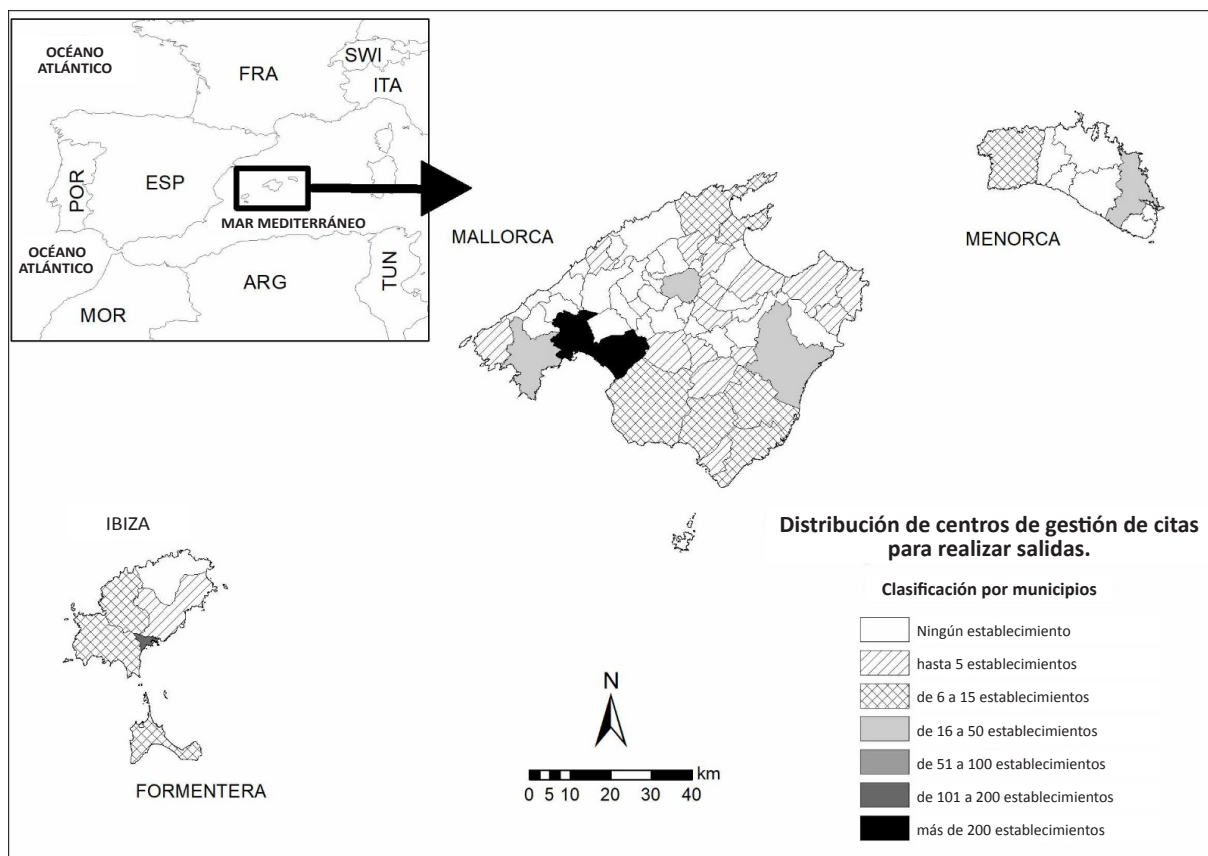 OCÉANO
ATLÁNTICO
FRA
SWI
ITA
POR
ESP
MAR MEDITERRÁNEO
OCÉANO
ATLÁNTICO
MOR
ARG
TUN
MALLORCA
MENORCA
IBIZA
FORMENTERA
N
km
0 5 10 20 30 40
Distribución de centros de gestión de citas
para realizar salidas.
Clasificación por municipios
Ningún establecimiento
hasta 5 establecimientos
de 6 a 15 establecimientos
de 16 a 50 establecimientos
de 51 a 100 establecimientos
de 101 a 200 establecimientos
más de 200 establecimientos